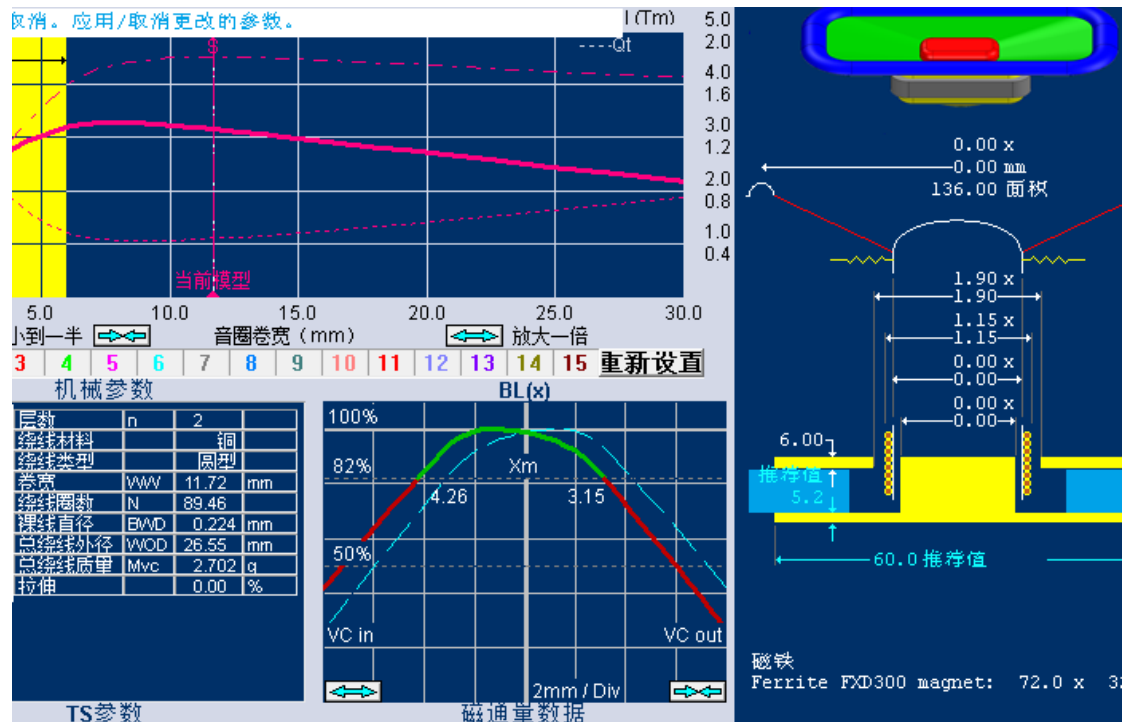 取消。应用/取消更改的参数。
l (Tm)
5.0
S
----Qt
2.0
4.0
1.6
3.0
1.2
2.0
0.8
1.0
0.4
当前模型
5.0 10.0 15.0 20.0 25.0 30.0
小到一半 音圈卷宽（mm） 放大一倍
3 4 5 6 7 8 9 10 11 12 13 14 15 重新设置
机械参数
层数 n 2
绕线材料 铜
绕线类型 圆型
卷宽 WW 11.72 mm
绕线圈数 N 89.46
裸线直径 BWD 0.224 mm
总绕线外径 WOD 26.55 mm
总绕线质量 Mvc 2.702 g
拉伸 0.00 %
TS参数
BL(x)
100%
82% Xm
4.26 3.15
50%
VC in VC out
2mm / Div
磁通量数据
0.00 x
0.00 mm
136.00 面积
1.90 x
1.90
1.15 x
1.15
0.00 x
0.00
0.00 x
0.00
6.00
推荐值
5.2
60.0 推荐值
磁铁
Ferrite FXD300 magnet: 72.0 x 32